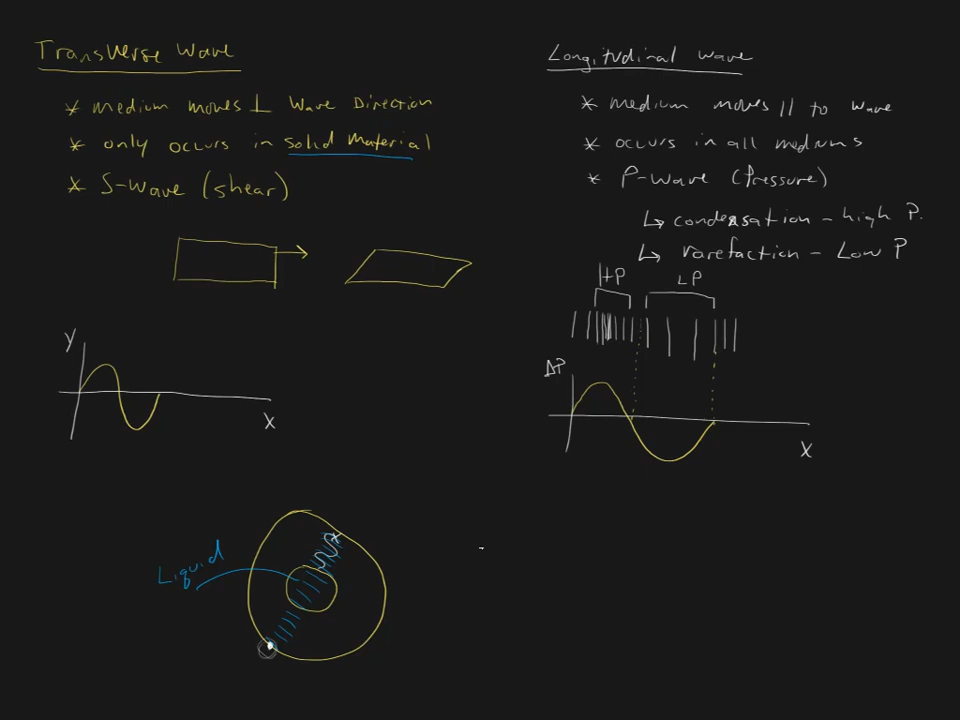 Transverse Wave
* medium moves ⊥ Wave Direction
* only occurs in solid Material
* S-Wave (shear)
Y
X
Liquid
Longitudinal wave
* medium moves // to wave
* occurs in all mediums
* P-Wave (Pressure)
↳ condensation - high P.
↳ rarefaction - Low P
HP LP
ΔP
X